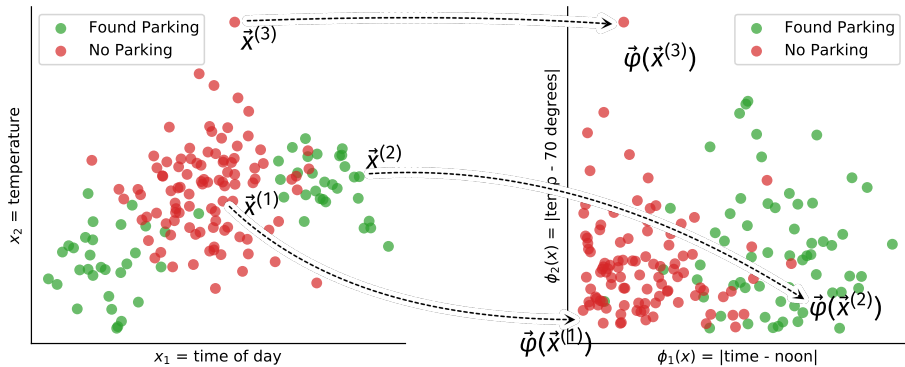 Found Parking
No Parking
x⃗⁽³⁾
x⃗⁽²⁾
x⃗⁽¹⁾
x₂ = temperature
x₁ = time of day
Found Parking
No Parking
φ⃗(x⃗⁽³⁾)
φ⃗(x⃗⁽²⁾)
φ⃗(x⃗⁽¹⁾)
ϕ₂(x) = |temp - 70 degrees|
ϕ₁(x) = |time - noon|